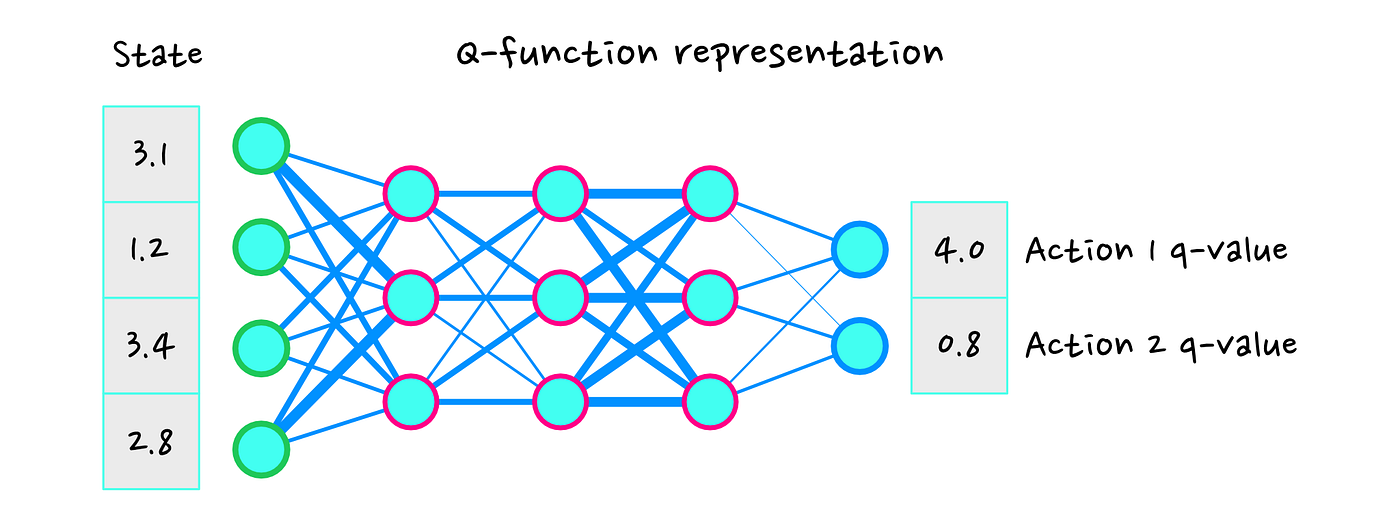 State
Q-function representation
3.1
1.2
3.4
2.8
4.0 Action 1 q-value
0.8 Action 2 q-value